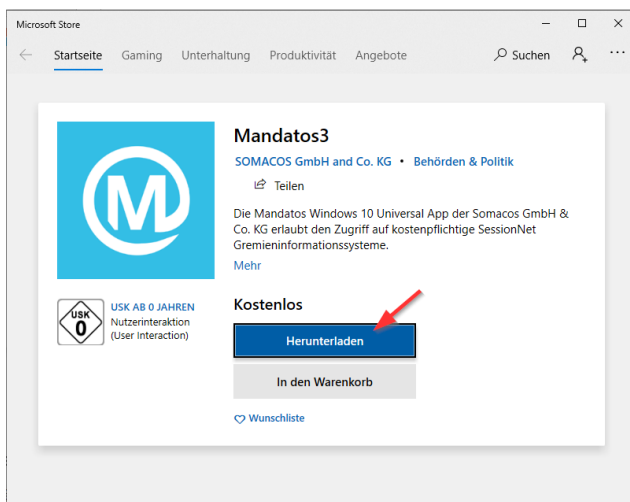 Microsoft Store
Startseite Gaming Unterhaltung Produktivität Angebote Suchen
Mandatos3
SOMACOS GmbH and Co. KG • Behörden & Politik
Teilen
Die Mandatos Windows 10 Universal App der Somacos GmbH &
Co. KG erlaubt den Zugriff auf kostenpflichtige SessionNet
Gremieninformationssysteme.
Mehr
USK
0
USK AB 0 JAHREN
Nutzerinteraktion
(User Interaction)
Kostenlos
Herunterladen
In den Warenkorb
Wunschliste